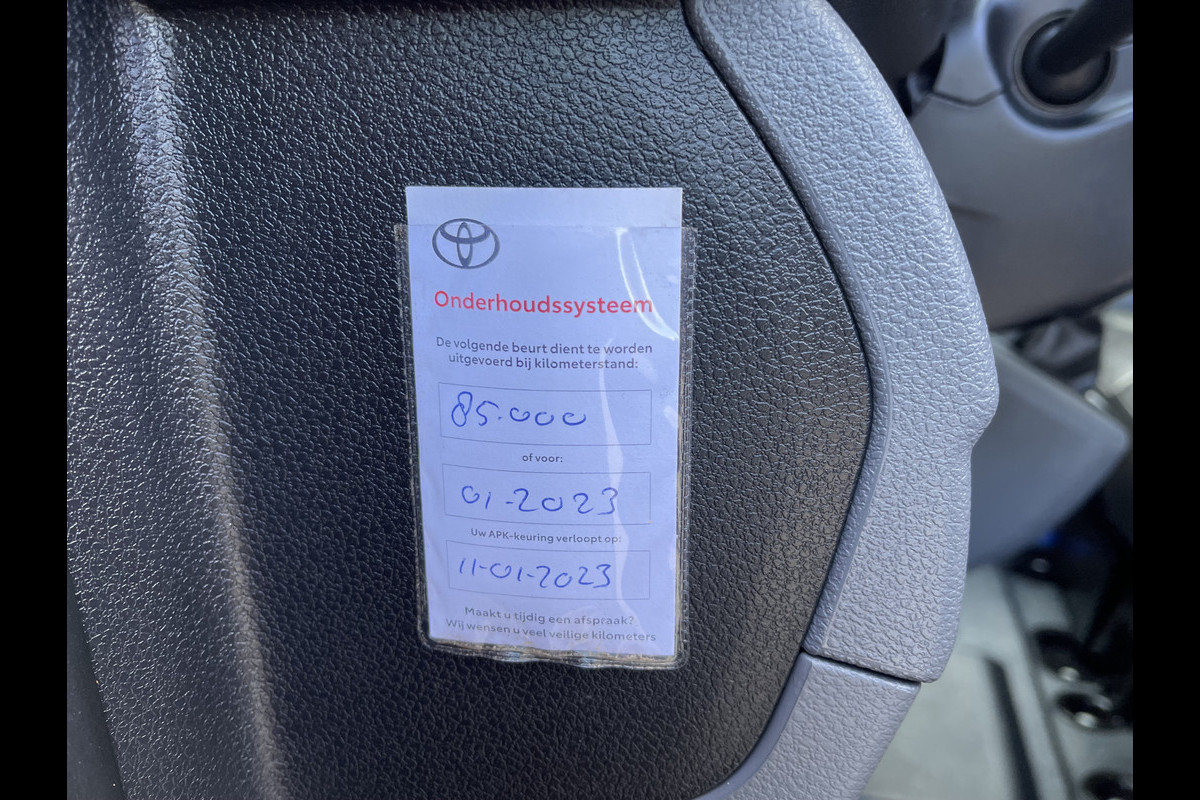 Onderhoudssysteem
De volgende beurt dient te worden
uitgevoerd bij kilometerstand:
85.000
of voor:
01-2023
Uw APK-keuring verloopt op:
11-01-2023
Maakt u tijdig een afspraak?
Wij wensen u veel veilige kilometers